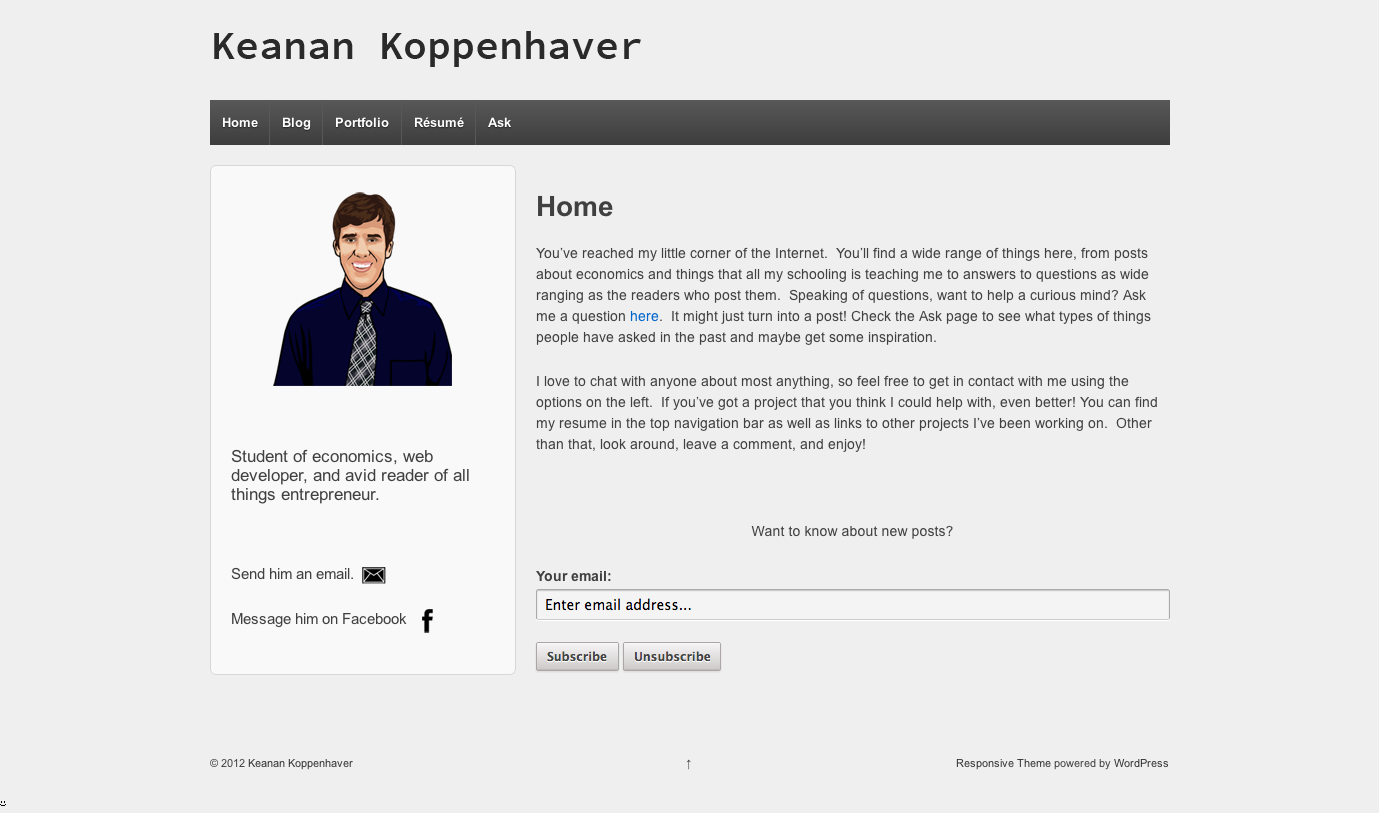 Keanan Koppenhaver
Home Blog Portfolio Résumé Ask
Student of economics, web
developer, and avid reader of all
things entrepreneur.
Send him an email.
Message him on Facebook
Home
You’ve reached my little corner of the Internet.  You’ll find a wide range of things here, from posts
about economics and things that all my schooling is teaching me to answers to questions as wide
ranging as the readers who post them.  Speaking of questions, want to help a curious mind? Ask
me a question here.  It might just turn into a post! Check the Ask page to see what types of things
people have asked in the past and maybe get some inspiration.
I love to chat with anyone about most anything, so feel free to get in contact with me using the
options on the left.  If you’ve got a project that you think I could help with, even better! You can find
my resume in the top navigation bar as well as links to other projects I’ve been working on.  Other
than that, look around, leave a comment, and enjoy!
Want to know about new posts?
Your email:
Enter email address...
Subscribe Unsubscribe
© 2012 Keanan Koppenhaver ↑ Responsive Theme powered by WordPress